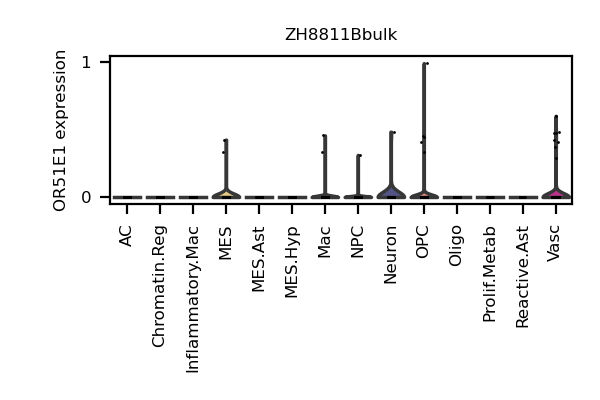 ZH8811Bbulk
OR51E1 expression
1
0
AC
Chromatin.Reg
Inflammatory.Mac
MES
MES.Ast
MES.Hyp
Mac
NPC
Neuron
OPC
Oligo
Prolif.Metab
Reactive.Ast
Vasc